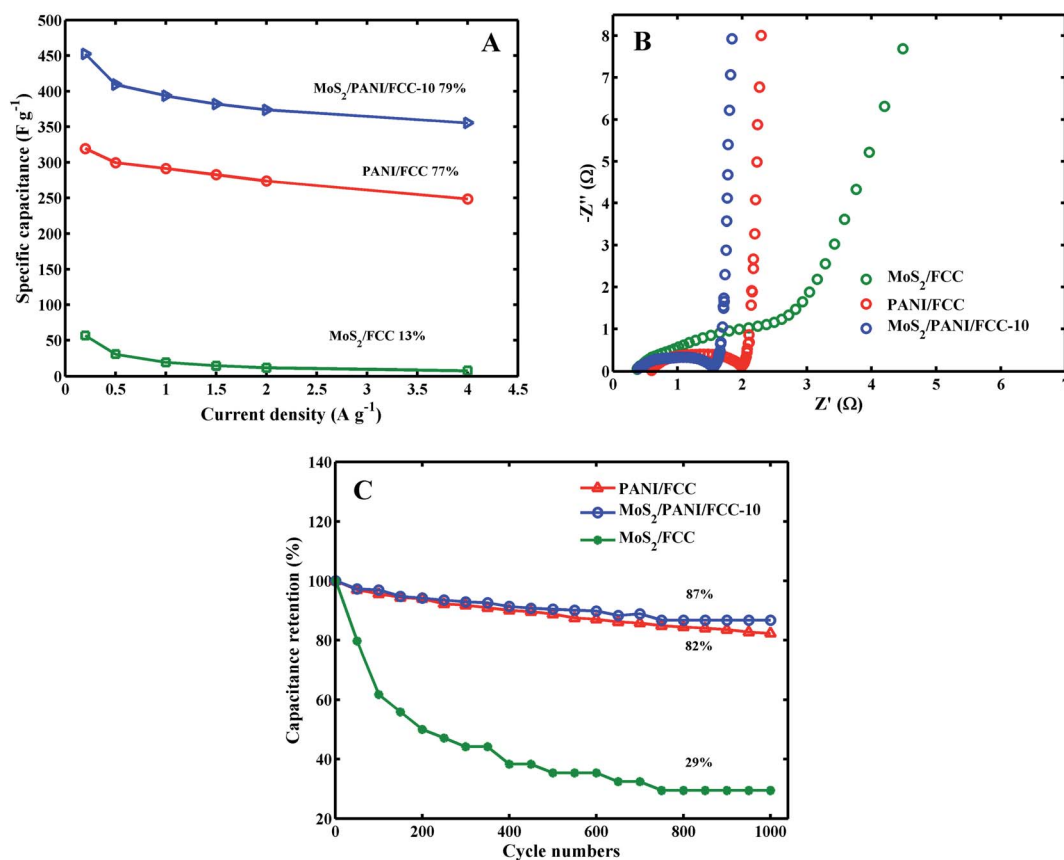 A
Specific capacitance (F g⁻¹)
500
450
400
350
300
250
200
150
100
50
0
MoS₂/PANI/FCC-10 79%
PANI/FCC 77%
MoS₂/FCC 13%
0 0.5 1.0 1.5 2.0 2.5 3.0 3.5 4.0 4.5
Current density (A g⁻¹)
B
-Z'' (Ω)
8
7
6
5
4
3
2
1
0
MoS₂/FCC
PANI/FCC
MoS₂/PANI/FCC-10
0 1 2 3 4 5 6 7
Z' (Ω)
C
Capacitance retention (%)
140
120
100
80
60
40
20
PANI/FCC
MoS₂/PANI/FCC-10
MoS₂/FCC
87%
82%
29%
0 200 400 600 800 1000
Cycle numbers